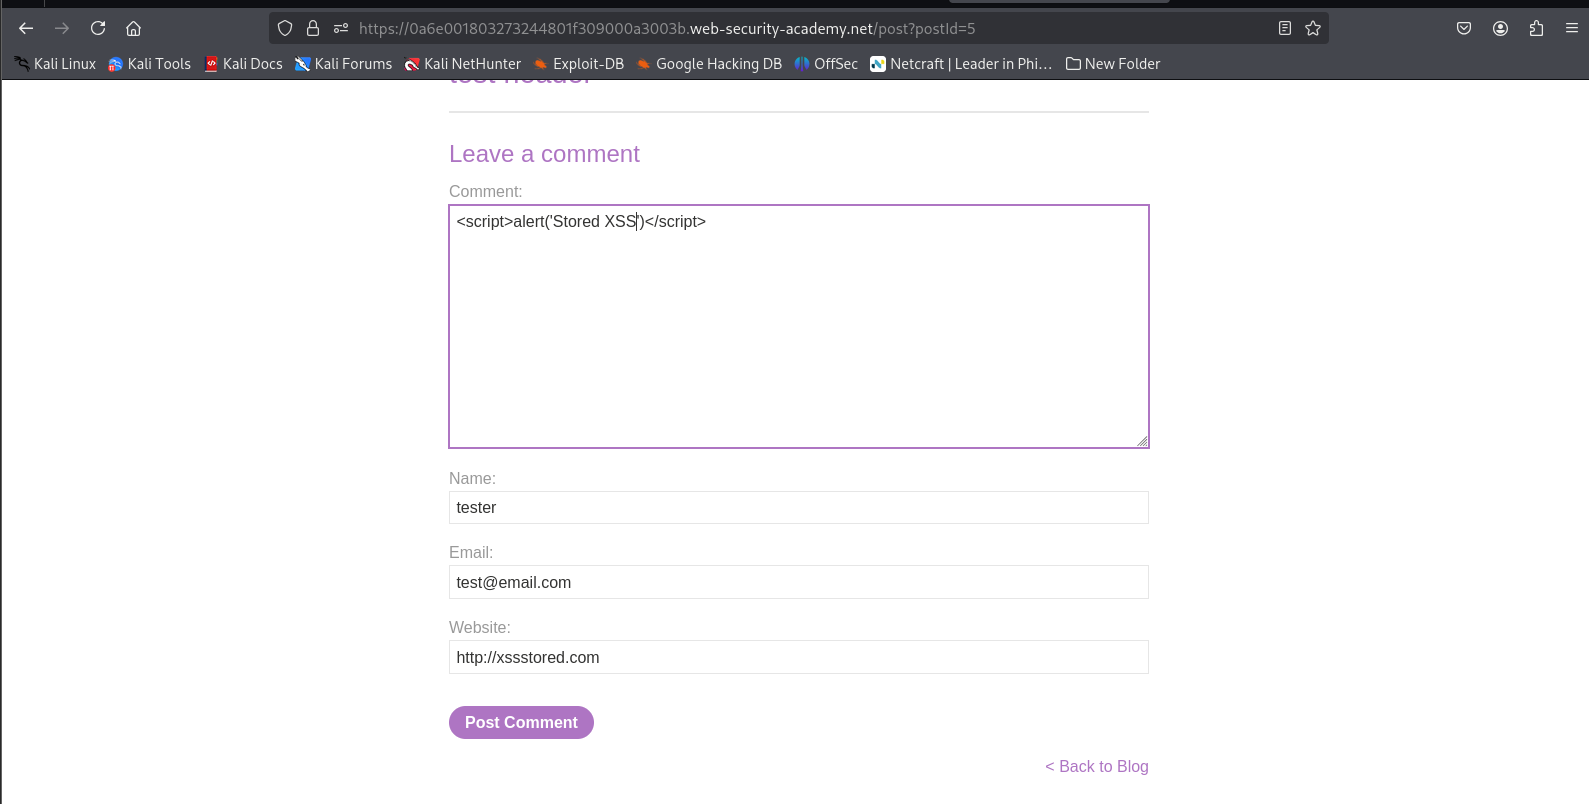 https://0a6e001803273244801f309000a3003b.web-security-academy.net/post?postId=5
Kali Linux Kali Tools Kali Docs Kali Forums Kali NetHunter Exploit-DB Google Hacking DB OffSec Netcraft | Leader in Phi… New Folder
test header
Leave a comment
Comment:
<script>alert('Stored XSS')</script>
Name:
tester
Email:
test@email.com
Website:
http://xssstored.com
Post Comment
< Back to Blog